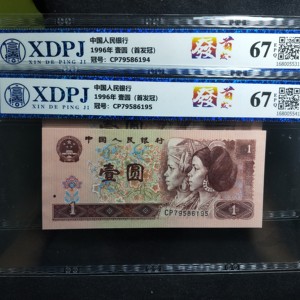 XDPJ
XIN DE PING JI
中国人民银行
1996年 壹圆（首发冠）
冠号：CP79586194
67 EPQ
XDPJ
XIN DE PING JI
中国人民银行
1996年 壹圆（首发冠）
冠号：CP79586195
67 EPQ
中国人民银行
1
壹圆
CP79586195
1
1